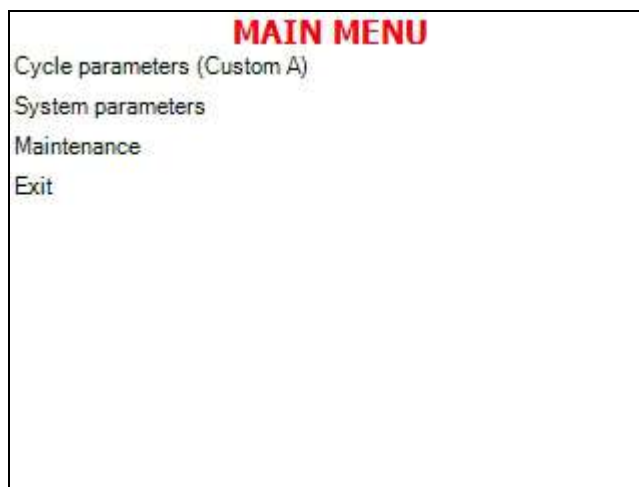 MAIN MENU
Cycle parameters (Custom A)
System parameters
Maintenance
Exit